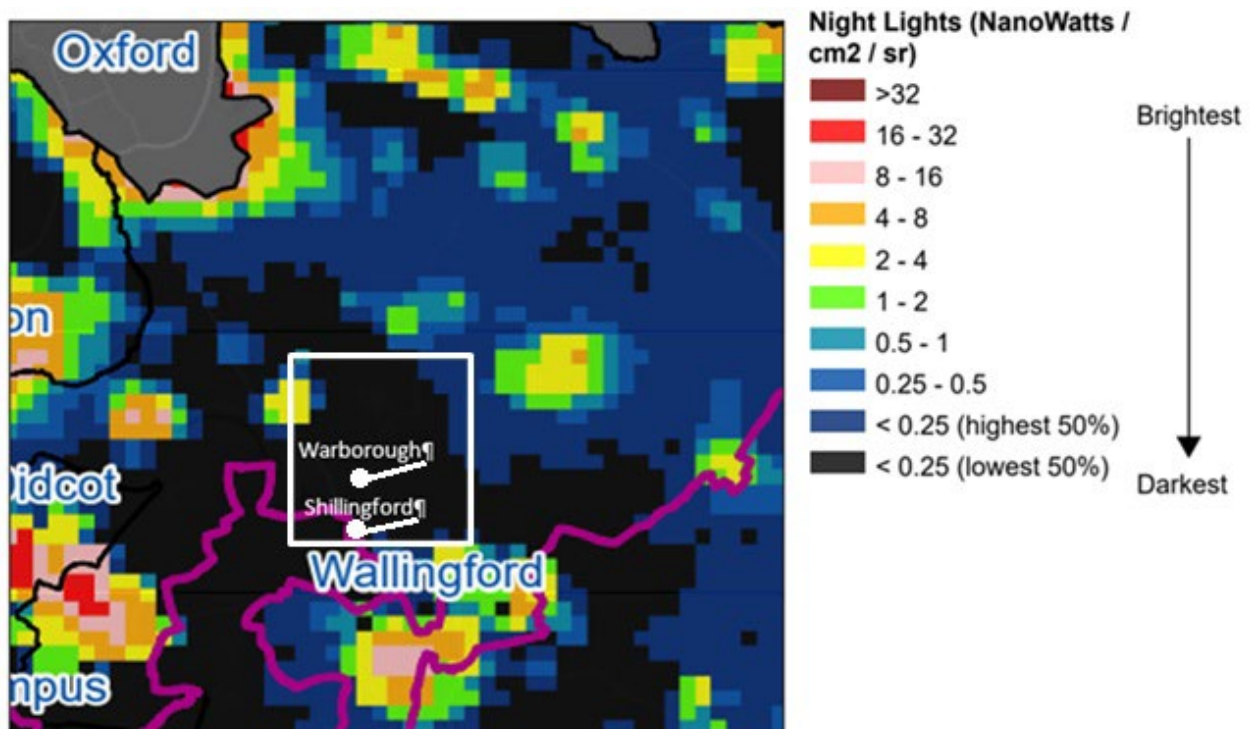 Oxford
on
Didcot
mpus
Warborough¶
Shillingford¶
Wallingford
Night Lights (NanoWatts /
cm2 / sr)
>32
16 - 32
8 - 16
4 - 8
2 - 4
1 - 2
0.5 - 1
0.25 - 0.5
< 0.25 (highest 50%)
< 0.25 (lowest 50%)
Brightest
Darkest